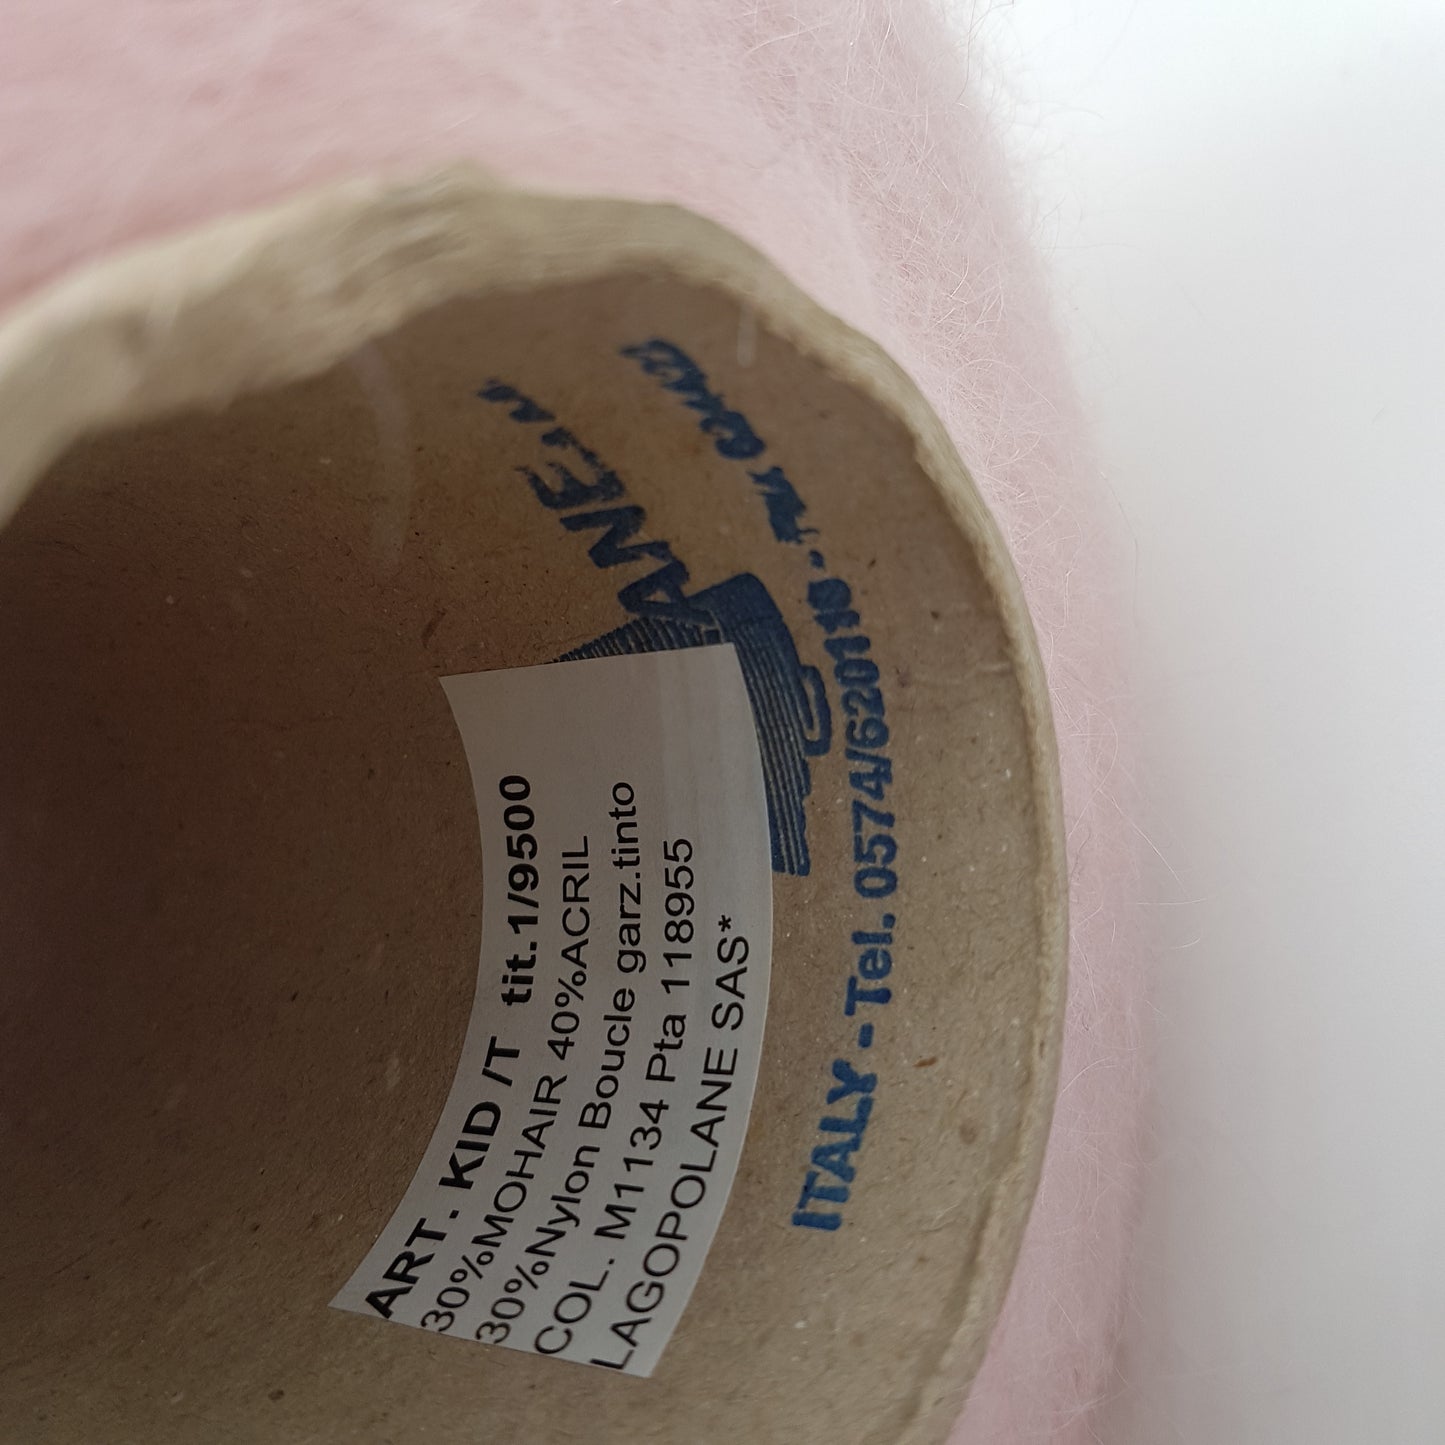 ART. KID /T tit.1/9500
30%MOHAIR 40%ACRIL
30%Nylon Boucle garz.tinto
COL. M1134 Pta 118955
LAGOPOLANE SAS*
ANE
ITALY - Tel. 0574/620110 -